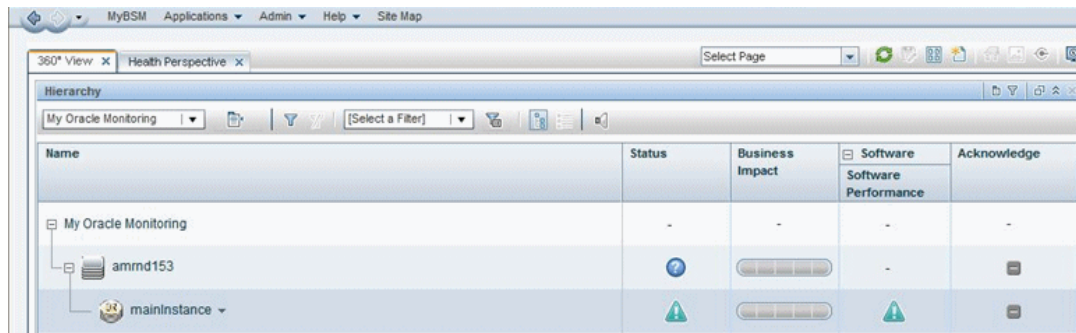 MyBSM Applications Admin Help Site Map
360° View Health Perspective Select Page
Hierarchy
My Oracle Monitoring [Select a Filter]
Name Status Business Impact Software Acknowledge
Software Performance
My Oracle Monitoring - - - -
amrnd153 -
mainInstance